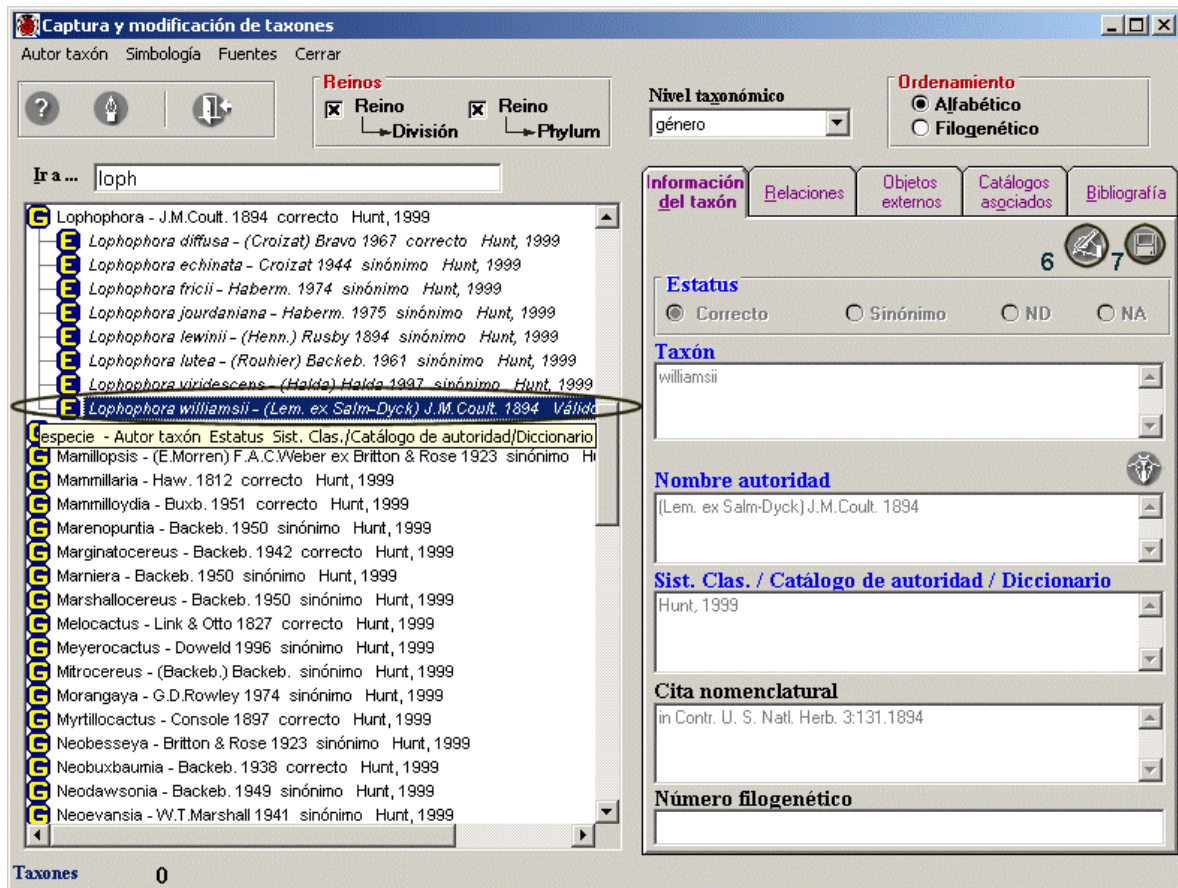 Captura y modificación de taxones
Autor taxón Simbología Fuentes Cerrar
Reinos
Reino División
Reino Phylum
Nivel taxonómico
género
Ordenamiento
Alfabético
Filogenético
Ir a ... loph
Lophophora - J.M.Coult. 1894 correcto Hunt, 1999
E Lophophora diffusa - (Croizat) Bravo 1967 correcto Hunt, 1999
E Lophophora echinata - Croizat 1944 sinónimo Hunt, 1999
E Lophophora fricii - Haberm. 1974 sinónimo Hunt, 1999
E Lophophora jourdaniana - Haberm. 1975 sinónimo Hunt, 1999
E Lophophora lewinii - (Henn.) Rusby 1894 sinónimo Hunt, 1999
E Lophophora lutea - (Rouhier) Backeb. 1961 sinónimo Hunt, 1999
E Lophophora viridescens - (Halda) Halda 1997 sinónimo Hunt, 1999
E Lophophora williamsii - (Lem. ex Salm-Dyck) J.M.Coult. 1894 Válido
especie - Autor taxón Estatus Sist. Clas./Catálogo de autoridad/Diccionario
G Mamillopsis - (E.Morren) F.A.C.Weber ex Britton & Rose 1923 sinónimo
G Mammillaria - Haw. 1812 correcto Hunt, 1999
G Mammilloydia - Buxb. 1951 correcto Hunt, 1999
G Marenopuntia - Backeb. 1950 sinónimo Hunt, 1999
G Marginatocereus - Backeb. 1942 correcto Hunt, 1999
G Marniera - Backeb. 1950 sinónimo Hunt, 1999
G Marshallocereus - Backeb. 1950 sinónimo Hunt, 1999
G Melocactus - Link & Otto 1827 correcto Hunt, 1999
G Meyerocactus - Doweld 1996 sinónimo Hunt, 1999
G Mitrocereus - (Backeb.) Backeb. sinónimo Hunt, 1999
G Morangaya - G.D.Rowley 1974 sinónimo Hunt, 1999
G Myrtillocactus - Console 1897 correcto Hunt, 1999
G Neobesseya - Britton & Rose 1923 sinónimo Hunt, 1999
G Neobuxbaumia - Backeb. 1938 correcto Hunt, 1999
G Neodawsonia - Backeb. 1949 sinónimo Hunt, 1999
G Neoevansia - W.T.Marshall 1941 sinónimo Hunt, 1999
Taxones 0
Información del taxón
Relaciones
Objetos externos
Catálogos asociados
Bibliografía
6 7
Estatus
Correcto Sinónimo ND NA
Taxón
williamsii
Nombre autoridad
(Lem. ex Salm-Dyck) J.M.Coult. 1894
Sist. Clas. / Catálogo de autoridad / Diccionario
Hunt, 1999
Cita nomenclatural
in Contr. U. S. Natl. Herb. 3:131.1894
Número filogenético